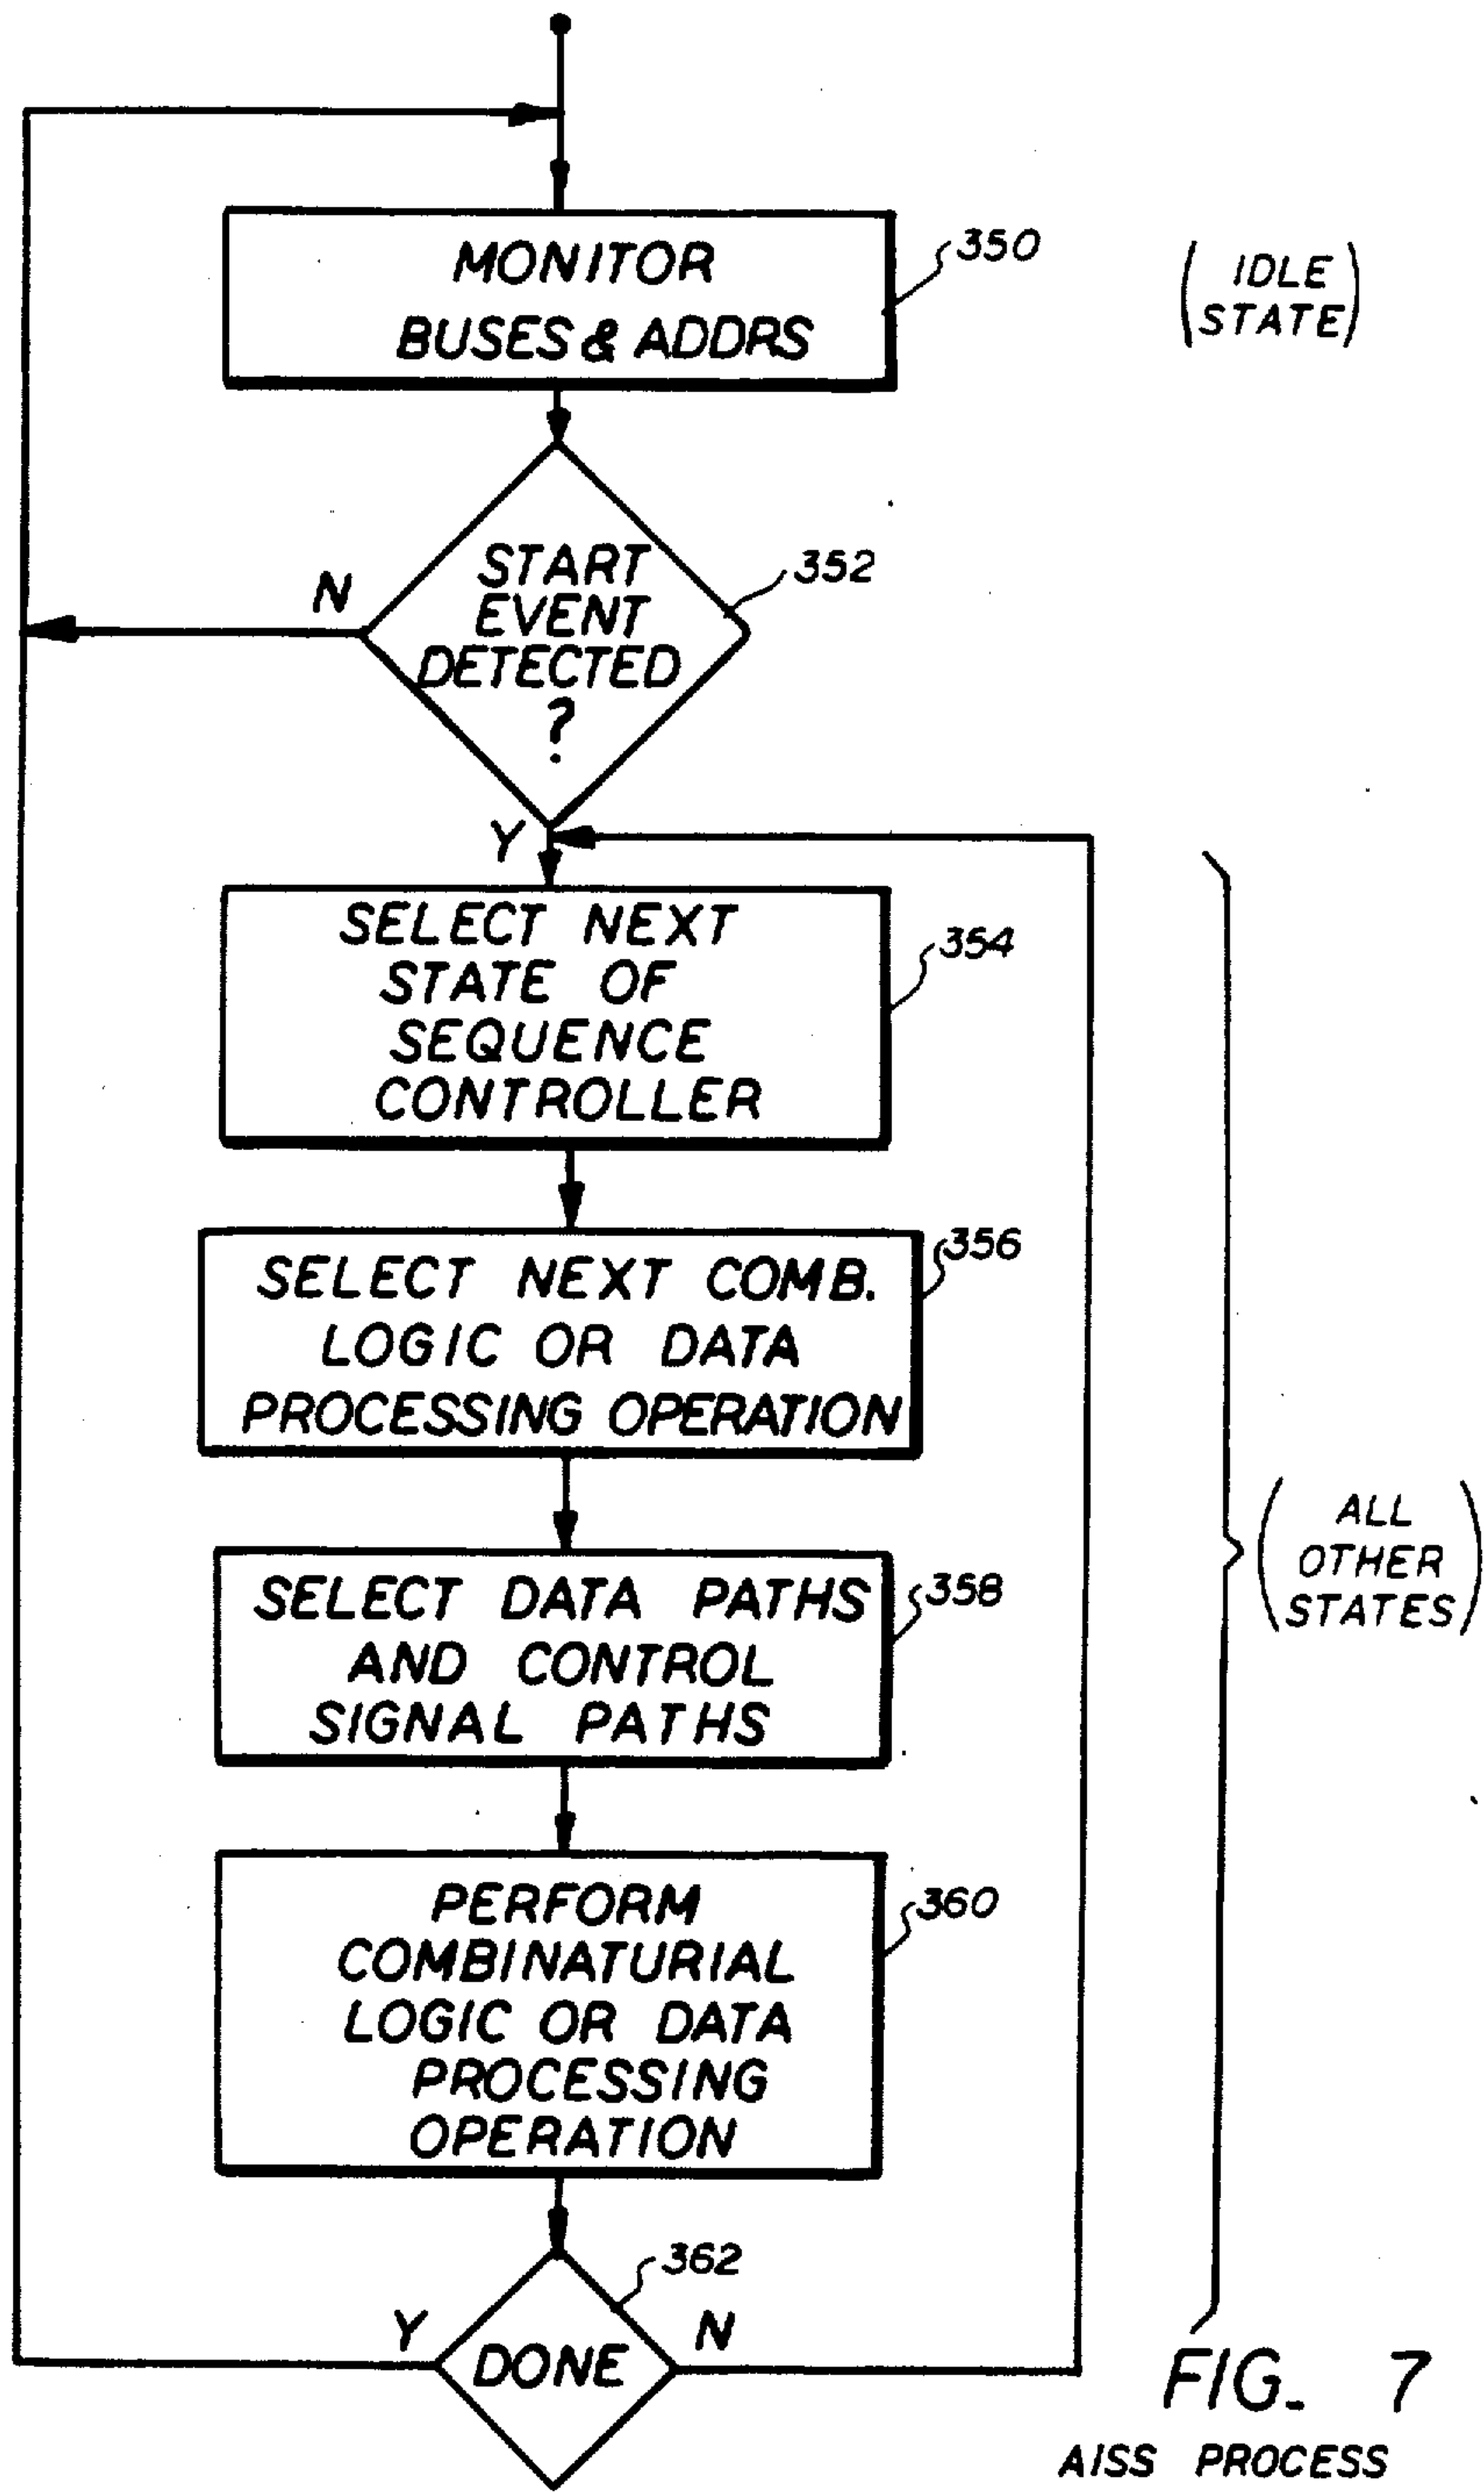 MONITOR
BUSES & ADDRS
350
(IDLE
STATE)
START
EVENT
DETECTED
?
352
N
Y
SELECT NEXT
STATE OF
SEQUENCE
CONTROLLER
354
SELECT NEXT COMB.
LOGIC OR DATA
PROCESSING OPERATION
356
SELECT DATA PATHS
AND CONTROL
SIGNAL PATHS
358
(ALL
OTHER
STATES)
PERFORM
COMBINATURIAL
LOGIC OR DATA
PROCESSING
OPERATION
360
362
Y
DONE
N
FIG. 7
AISS PROCESS